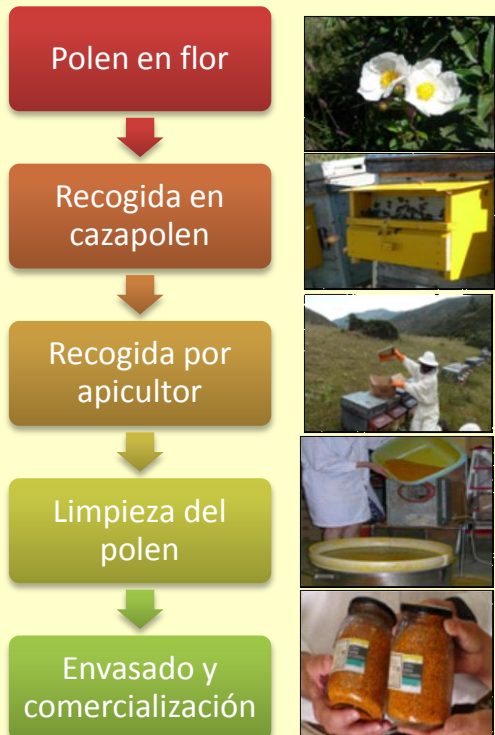 Polen en flor
Recogida en
cazapolen
Recogida por
apicultor
Limpieza del
polen
Envasado y
comercialización